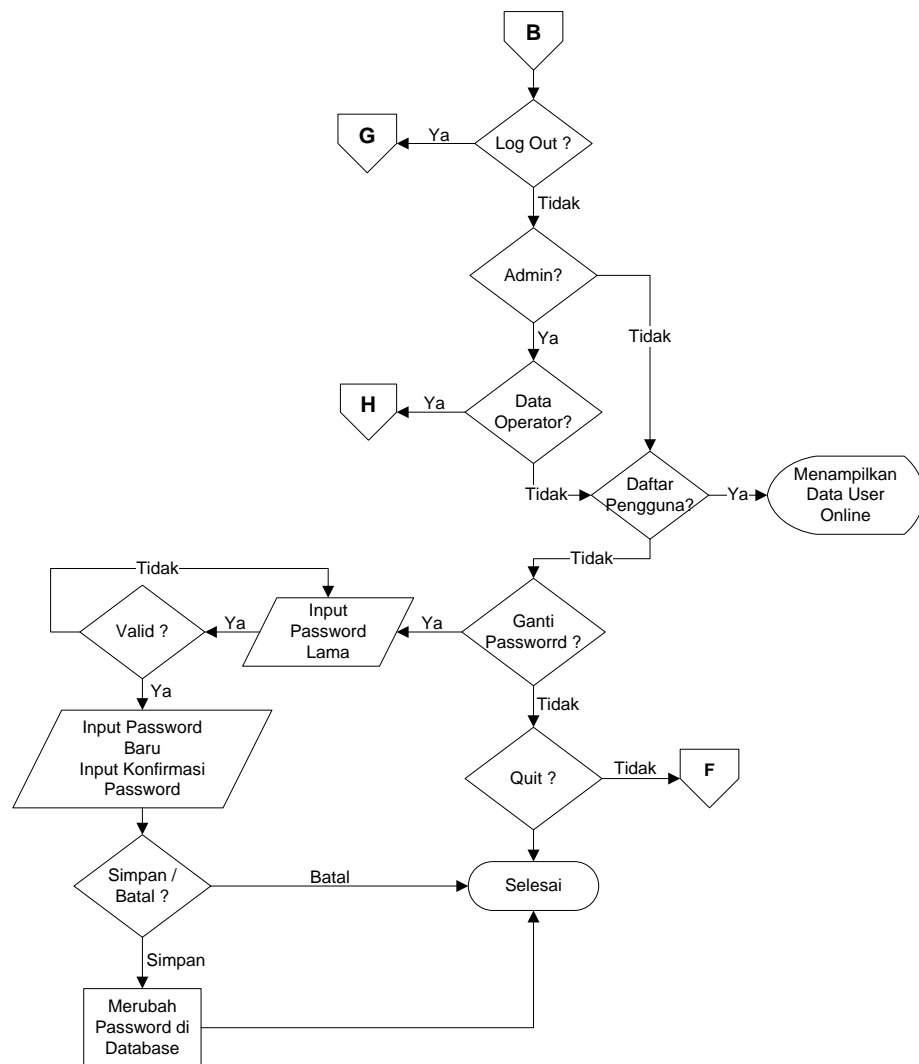 B
G
Ya
Log Out ?
Tidak
Admin?
Ya
Tidak
H
Ya
Data
Operator?
Tidak
Daftar
Pengguna?
Ya
Menampilkan
Data User
Online
Tidak
Tidak
Valid ?
Ya
Input
Password
Lama
Ya
Ganti
Passworrd ?
Ya
Tidak
Input Password
Baru
Input Konfirmasi
Password
Quit ?
Tidak
F
Simpan /
Batal ?
Batal
Selesai
Simpan
Merubah
Password di
Database